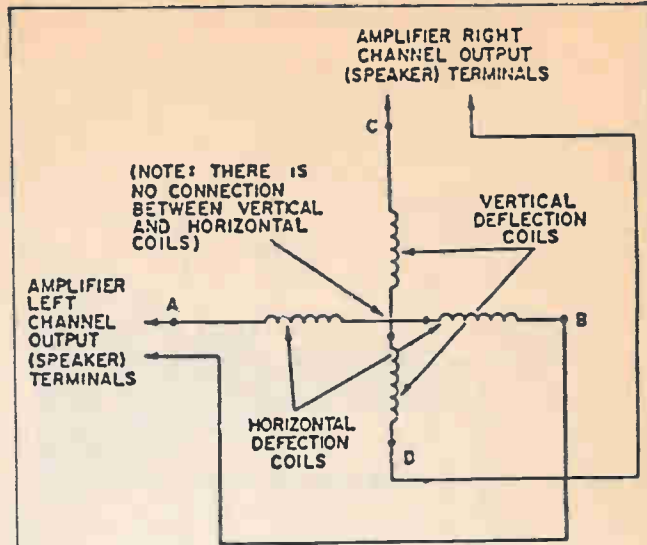 AMPLIFIER RIGHT
CHANNEL OUTPUT
(SPEAKER) TERMINALS
C
(NOTE: THERE IS
NO CONNECTION
BETWEEN VERTICAL
AND HORIZONTAL
COILS)
VERTICAL
DEFLECTION
COILS
AMPLIFIER
LEFT
CHANNEL
OUTPUT
(SPEAKER)
TERMINALS
A
B
HORIZONTAL
DEFECTION
COILS
D